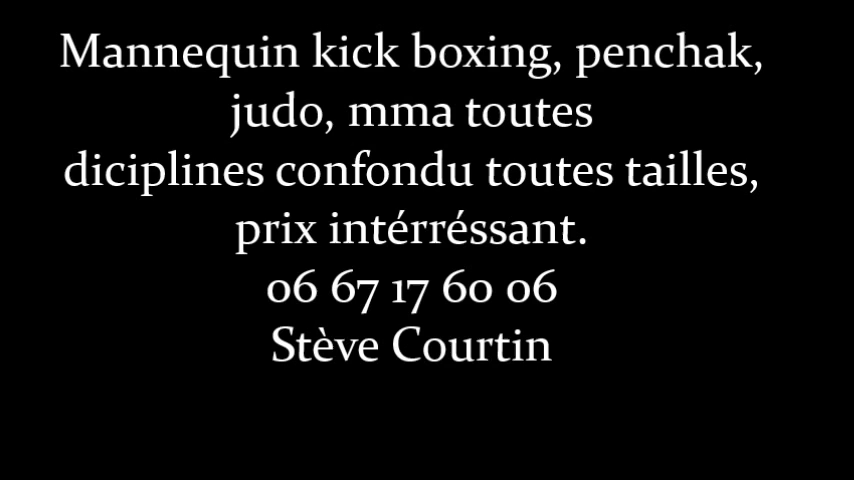 Mannequin kick boxing, penchak,
judo, mma toutes
diciplines confondu toutes tailles,
prix intérréssant.
06 67 17 60 06
Stève Courtin